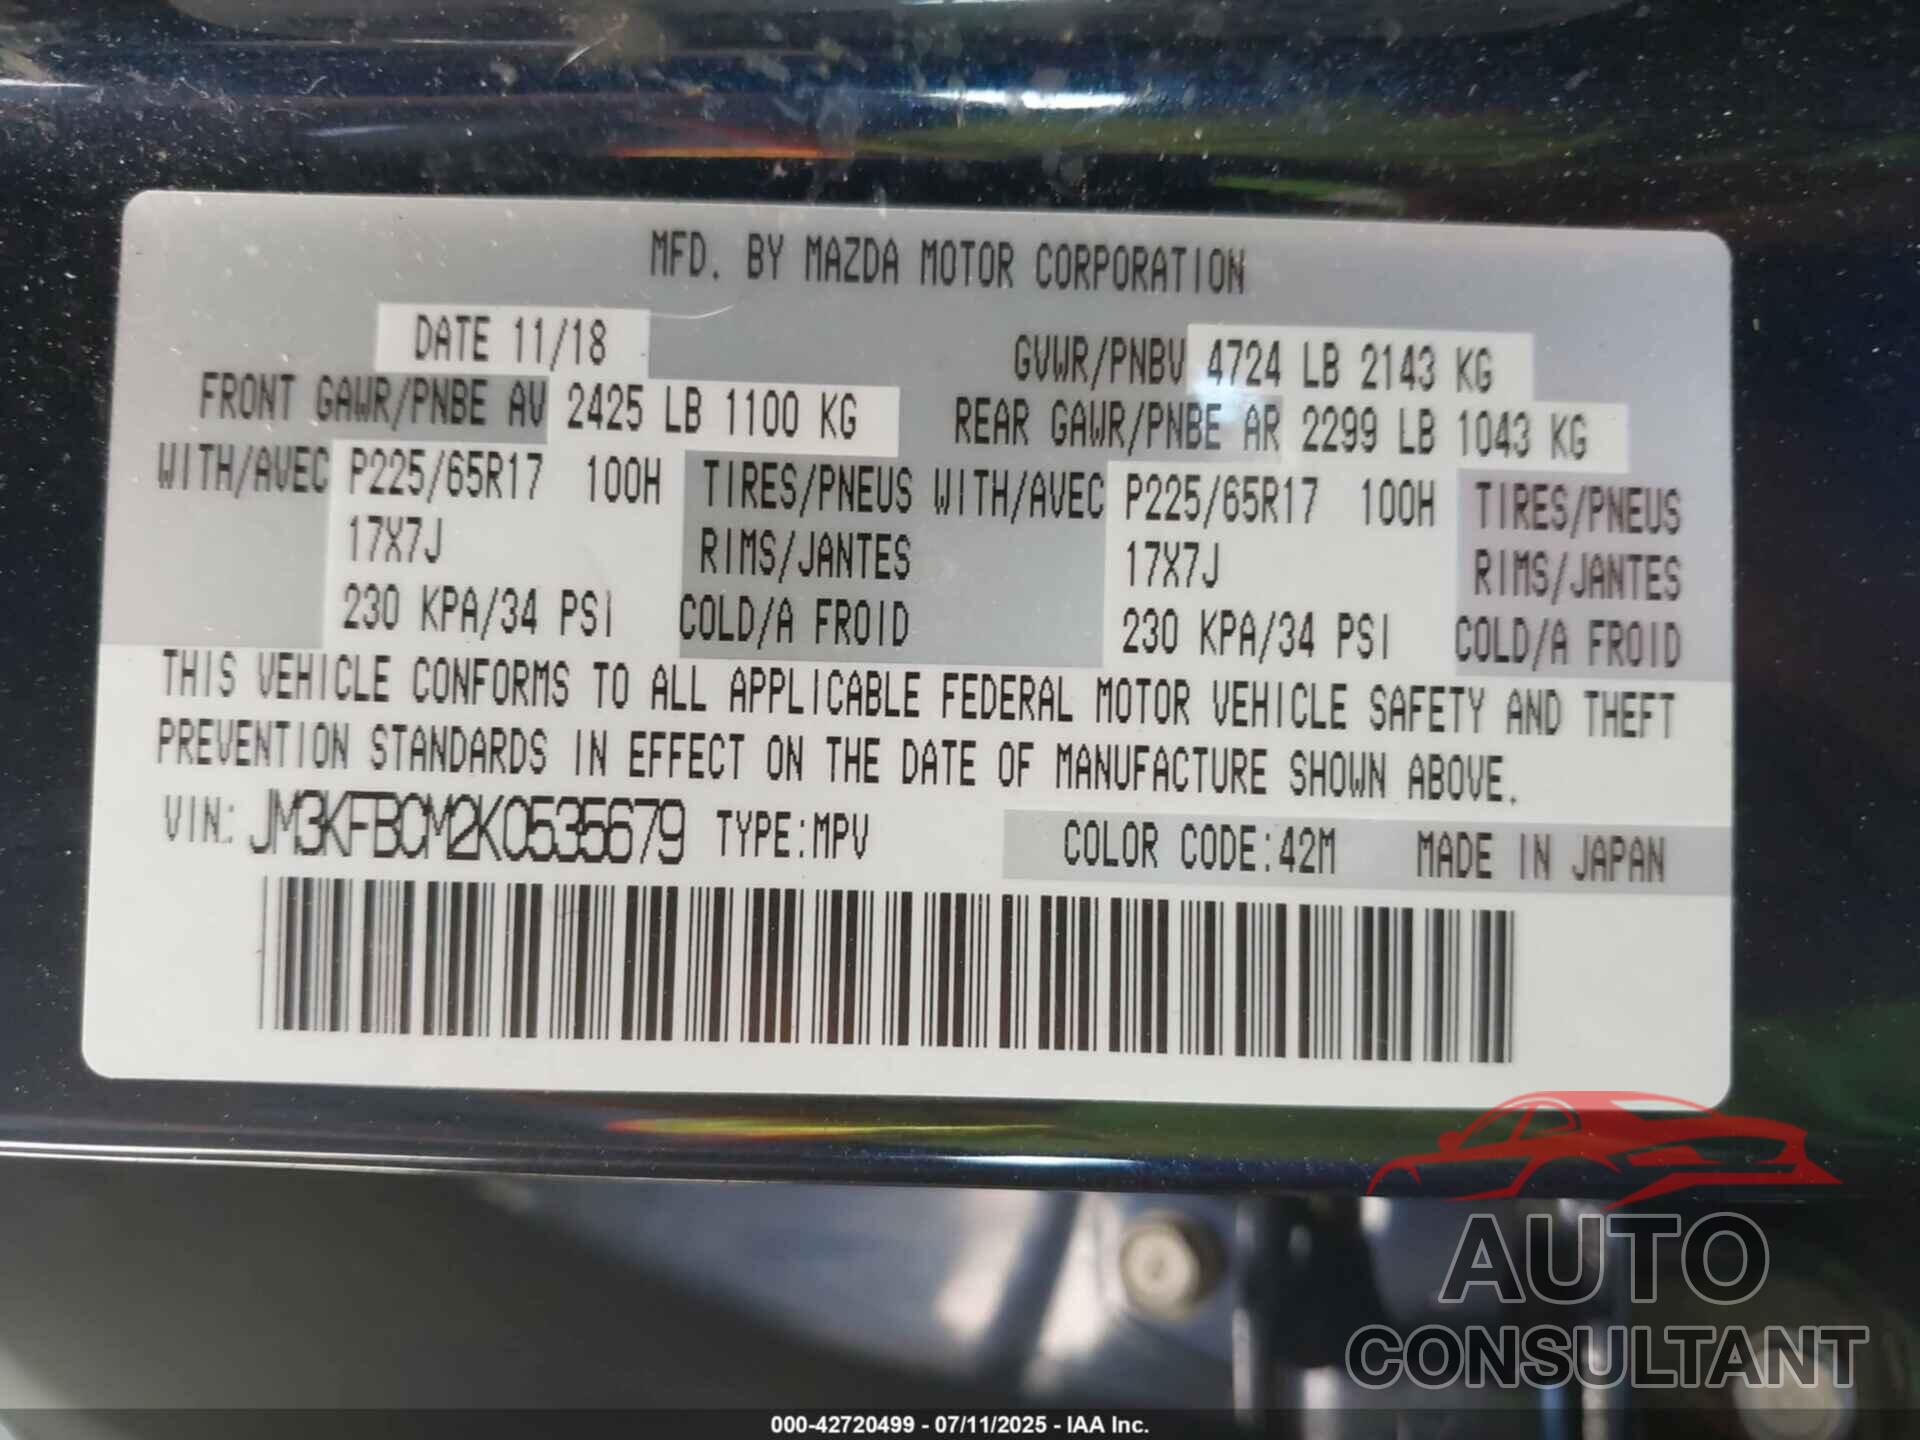 MFD. BY MAZDA MOTOR CORPORATION
DATE 11/18
GVWR/PNBV 4724 LB 2143 KG
FRONT GAWR/PNBE AV 2425 LB 1100 KG
REAR GAWR/PNBE AR 2299 LB 1043 KG
WITH/AVEC P225/65R17 100H TIRES/PNEUS
WITH/AVEC P225/65R17 100H TIRES/PNEUS
17X7J RIMS/JANTES
17X7J RIMS/JANTES
230 KPA/34 PSI COLD/A FROID
230 KPA/34 PSI COLD/A FROID
THIS VEHICLE CONFORMS TO ALL APPLICABLE FEDERAL MOTOR VEHICLE SAFETY AND THEFT
PREVENTION STANDARDS IN EFFECT ON THE DATE OF MANUFACTURE SHOWN ABOVE.
VIN: JM3KFBCM2K0535679 TYPE:MPV
COLOR CODE:42M MADE IN JAPAN
AUTO
CONSULTANT
000-42720499 - 07/11/2025 - IAA Inc.